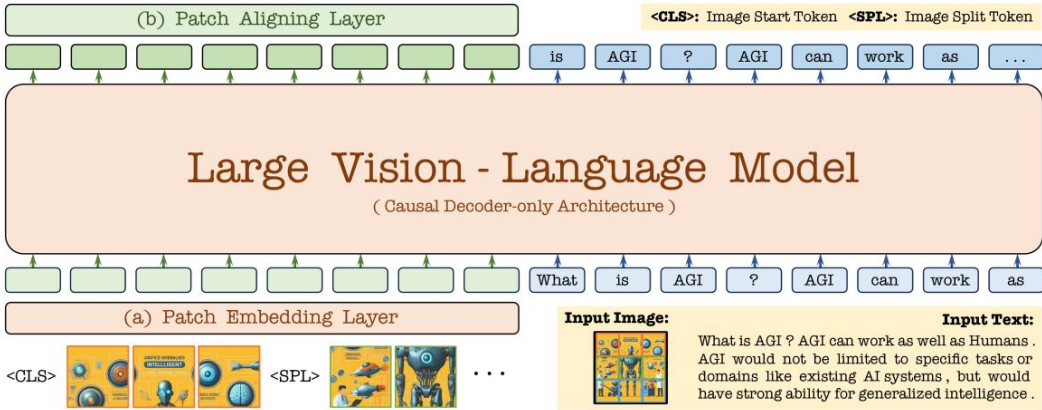 (b) Patch Aligning Layer
<CLS>: Image Start Token <SPL>: Image Split Token
is AGI ? AGI can work as ...
Large Vision - Language Model
( Causal Decoder-only Architecture )
What is AGI ? AGI can work as
(a) Patch Embedding Layer
Input Image:
Input Text:
What is AGI ? AGI can work as well as Humans .
AGI would not be limited to specific tasks or
domains like existing AI systems , but would
have strong ability for generalized intelligence .
<CLS>
INTELLIGENT
<SPL>
...